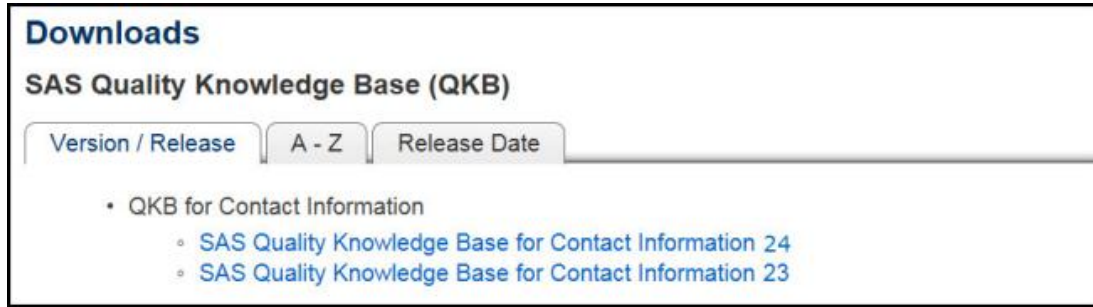 Downloads
SAS Quality Knowledge Base (QKB)
Version / Release A - Z Release Date
• QKB for Contact Information
◦ SAS Quality Knowledge Base for Contact Information 24
◦ SAS Quality Knowledge Base for Contact Information 23